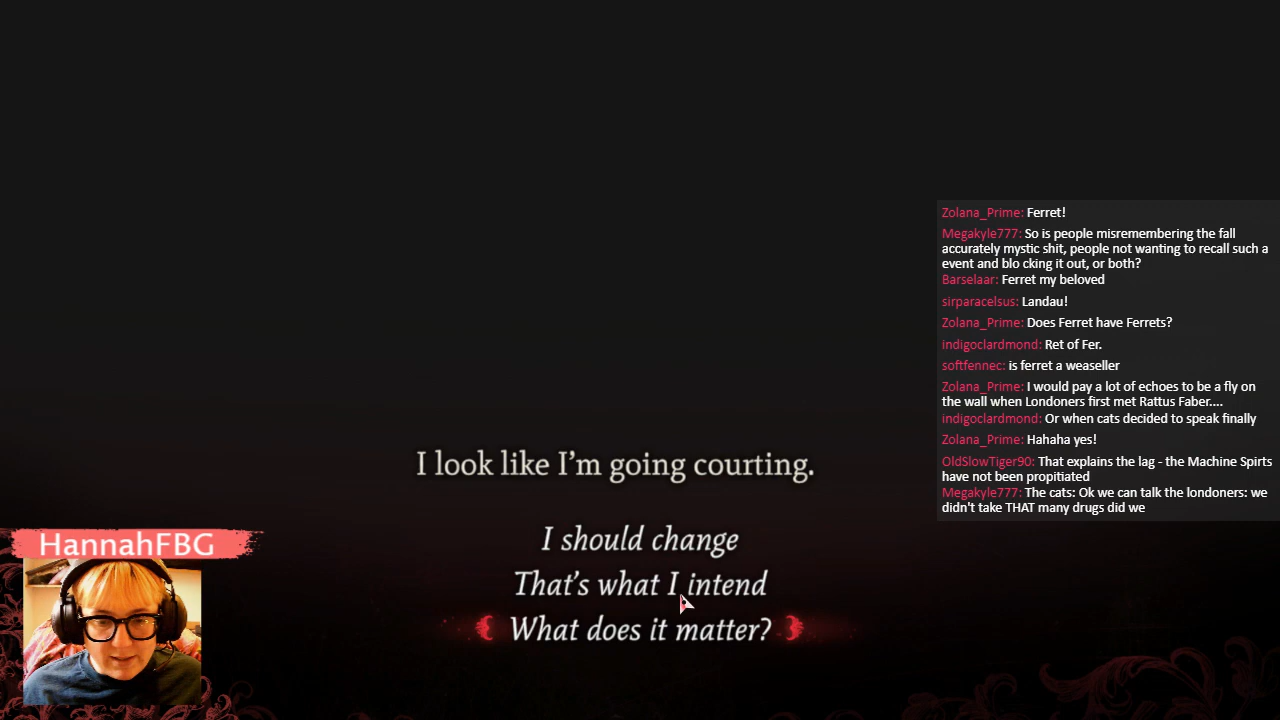 Zolana_Prime: Ferret!
Megakyle777: So is people misremembering the fall
accurately mystic shit, people not wanting to recall such a
event and blo cking it out, or both?
Barselaar: Ferret my beloved
sirparacelsus: Landau!
Zolana_Prime: Does Ferret have Ferrets?
indigoclardmond: Ret of Fer.
softfennec: is ferret a weaseller
Zolana_Prime: I would pay a lot of echoes to be a fly on
the wall when Londoners first met Rattus Faber....
indigoclardmond: Or when cats decided to speak finally
Zolana_Prime: Hahaha yes!
OldSlowTiger90: That explains the lag - the Machine Spirts
have not been propitiated
Megakyle777: The cats: Ok we can talk the londoners: we
didn't take THAT many drugs did we
I look like I'm going courting.
I should change
That's what I intend
What does it matter?
HannahFBG